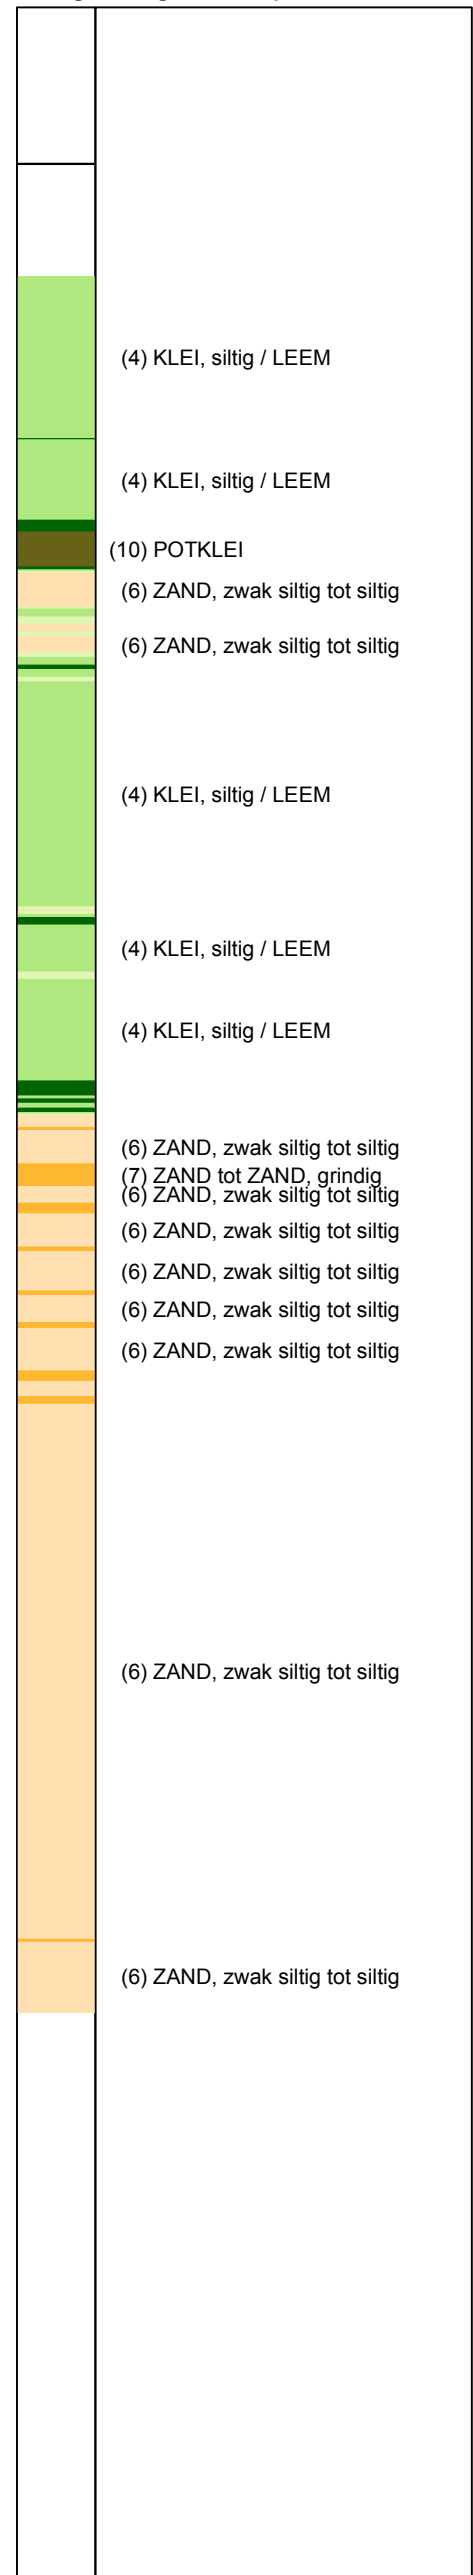 (4) KLEI, siltig / LEEM
(4) KLEI, siltig / LEEM
(10) POTKLEI
(6) ZAND, zwak siltig tot siltig
(6) ZAND, zwak siltig tot siltig
(4) KLEI, siltig / LEEM
(4) KLEI, siltig / LEEM
(4) KLEI, siltig / LEEM
(6) ZAND, zwak siltig tot siltig
(7) ZAND tot ZAND, grindig
(6) ZAND, zwak siltig tot siltig
(6) ZAND, zwak siltig tot siltig
(6) ZAND, zwak siltig tot siltig
(6) ZAND, zwak siltig tot siltig
(6) ZAND, zwak siltig tot siltig
(6) ZAND, zwak siltig tot siltig
(6) ZAND, zwak siltig tot siltig